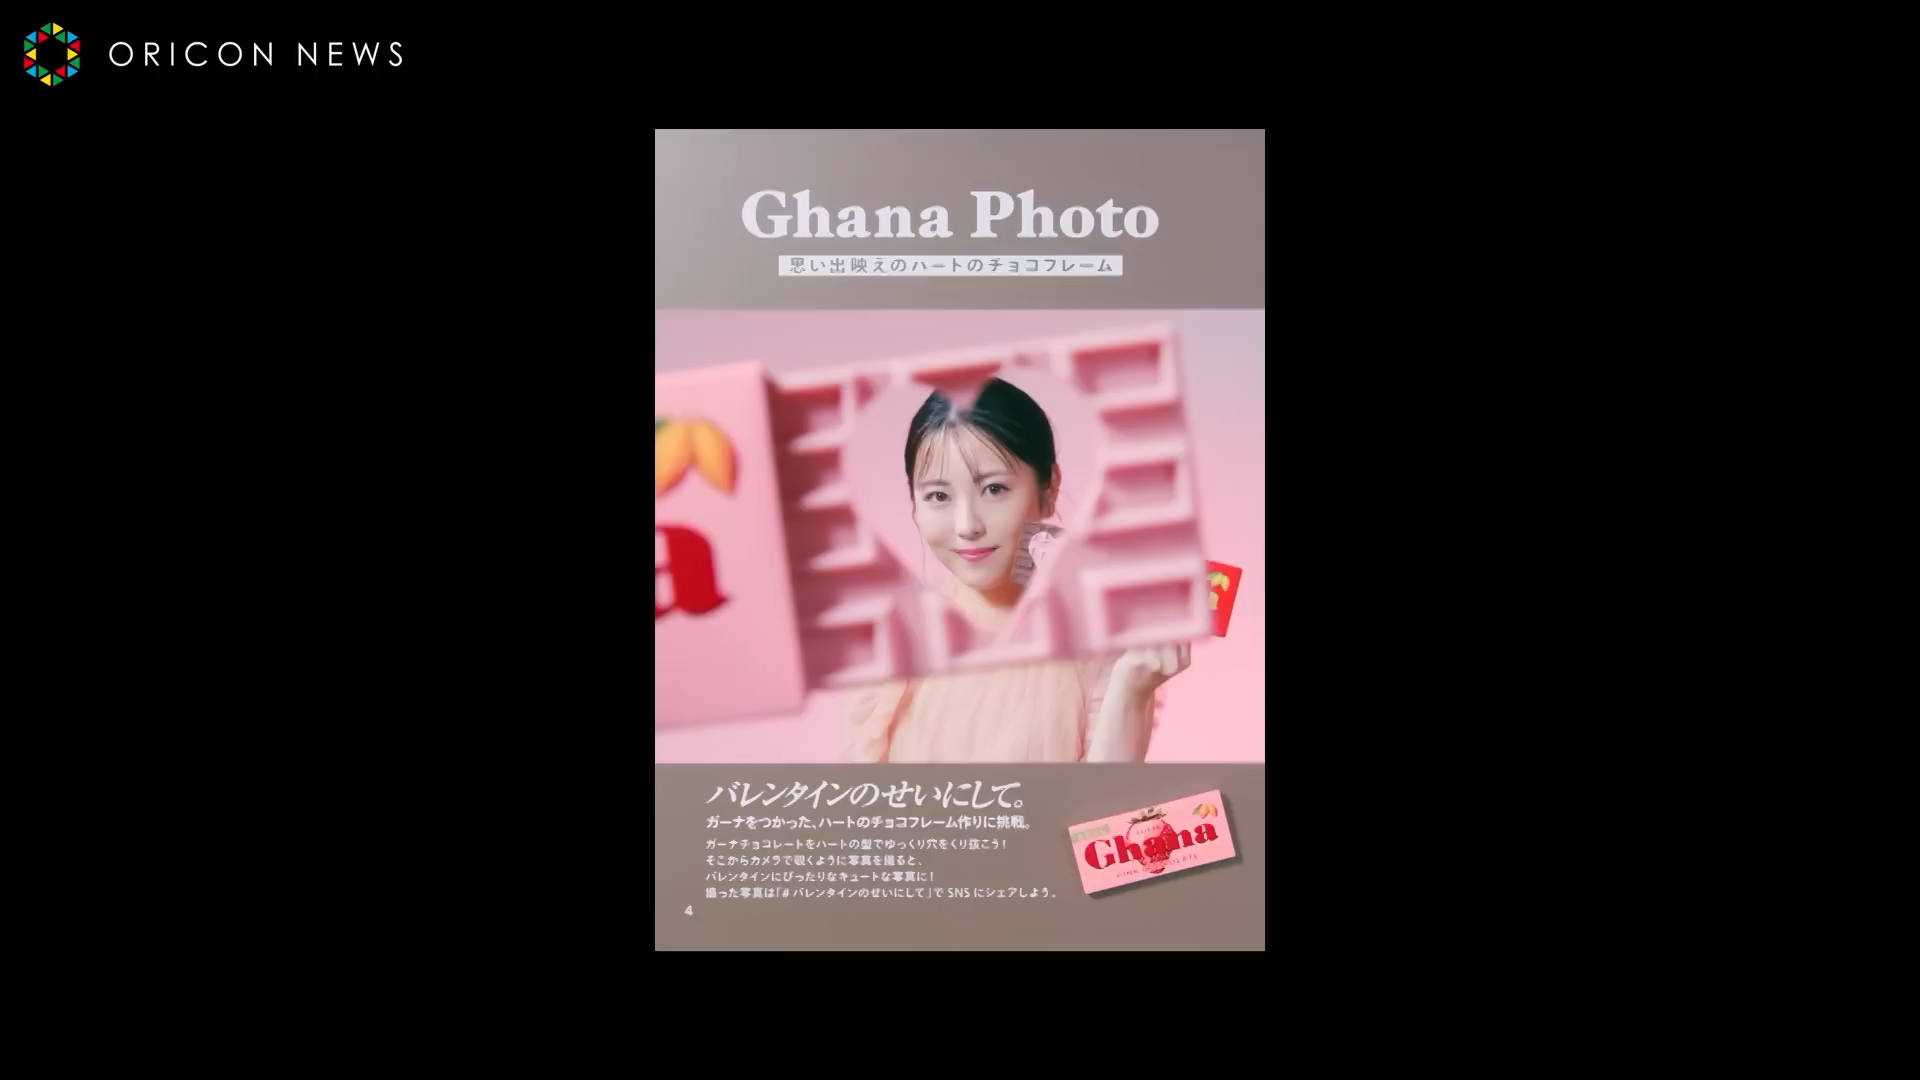 ORICON NEWS
Ghana Photo
思い出映えのハートのチョコフレーム
a
a
バレンタインのせいにして。
ガーナをつかった、ハートのチョコフレーム作りに挑戦。
ガーナチョコレートをハートの型でゆっくり穴をくり抜こう!
そこからカメラで覗くように写真を撮ると、
バレンタインにぴったりなキュートな写真に!
撮った写真は「#バレンタインのせいにして」でSNSにシェアしよう。
LOTTE
Ghana
PINK CHOCOLATE
4